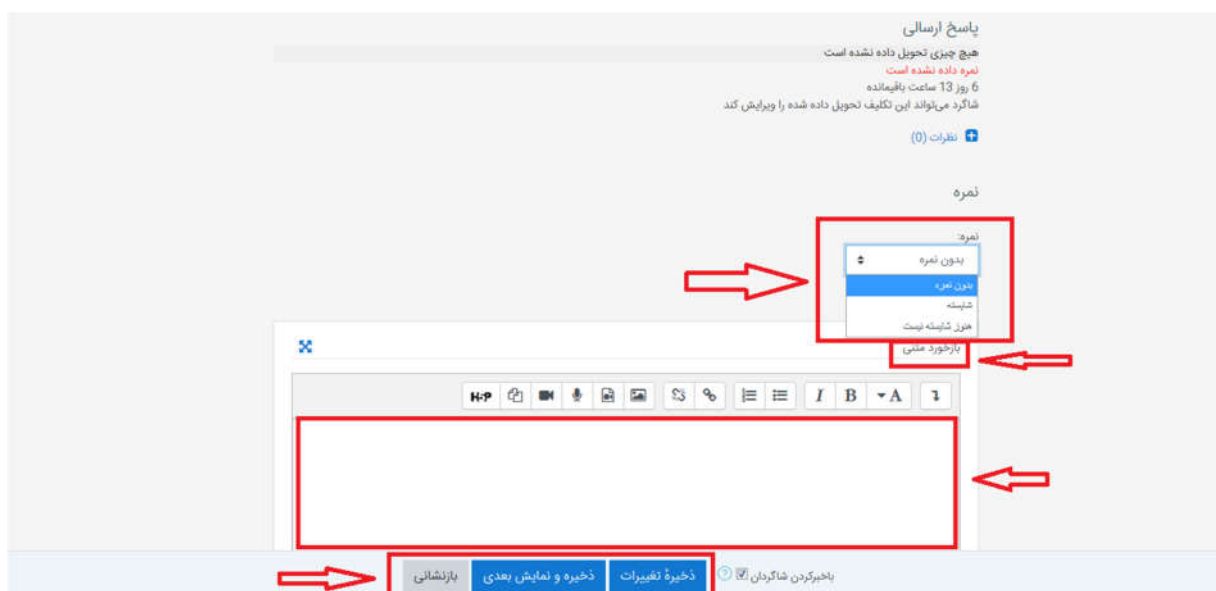 پاسخ ارسالی
هیچ چیزی تحویل داده نشده است
نمره داده نشده است
6 روز 13 ساعت باقیمانده
شاگرد می‌تواند این تکلیف تحویل داده شده را ویرایش کند
نظرات (0)
نمره
نمره:
بدون نمره
بدون نمره
شایسته
هنوز شایسته نیست
بازخورد متنی
A B I H-P
باخبرکردن شاگردان ذخیرهٔ تغییرات ذخیره و نمایش بعدی بازنشانی